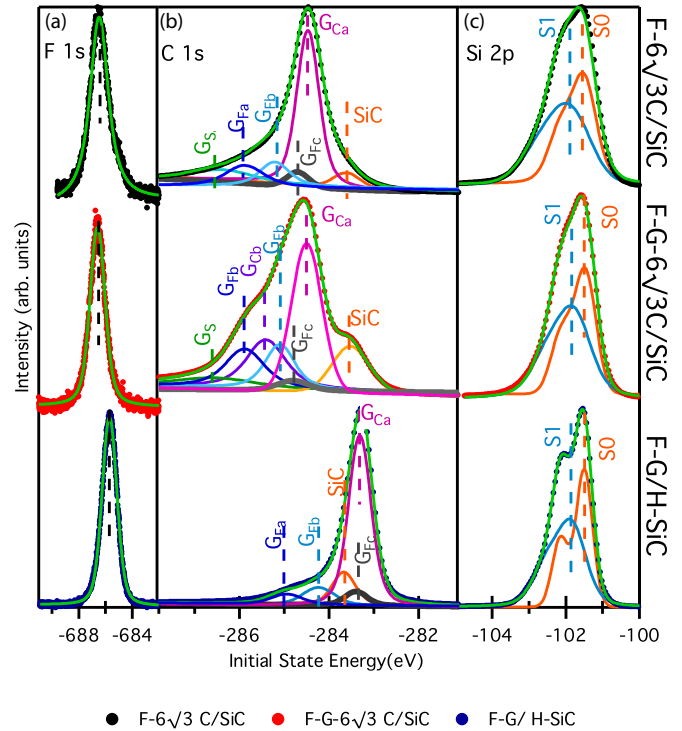 (a)
F 1s
(b)
C 1s
(c)
Si 2p
G_S.
G_Fa
G_Fb
G_Ca
G_Fc
SiC
S1
S0
F-6√3C/SiC
G_S
G_Fb
G_Cb
G_Fb
G_Ca
G_Fc
SiC
S1
S0
F-G-6√3C/SiC
G_Fa
G_Fb
SiC
G_Ca
G_Fc
S1
S0
F-G/H-SiC
Intensity (arb. units)
-688 -684
-286 -284 -282
-104 -102 -100
Initial State Energy(eV)
F-6√3 C/SiC F-G-6√3 C/SiC F-G/ H-SiC